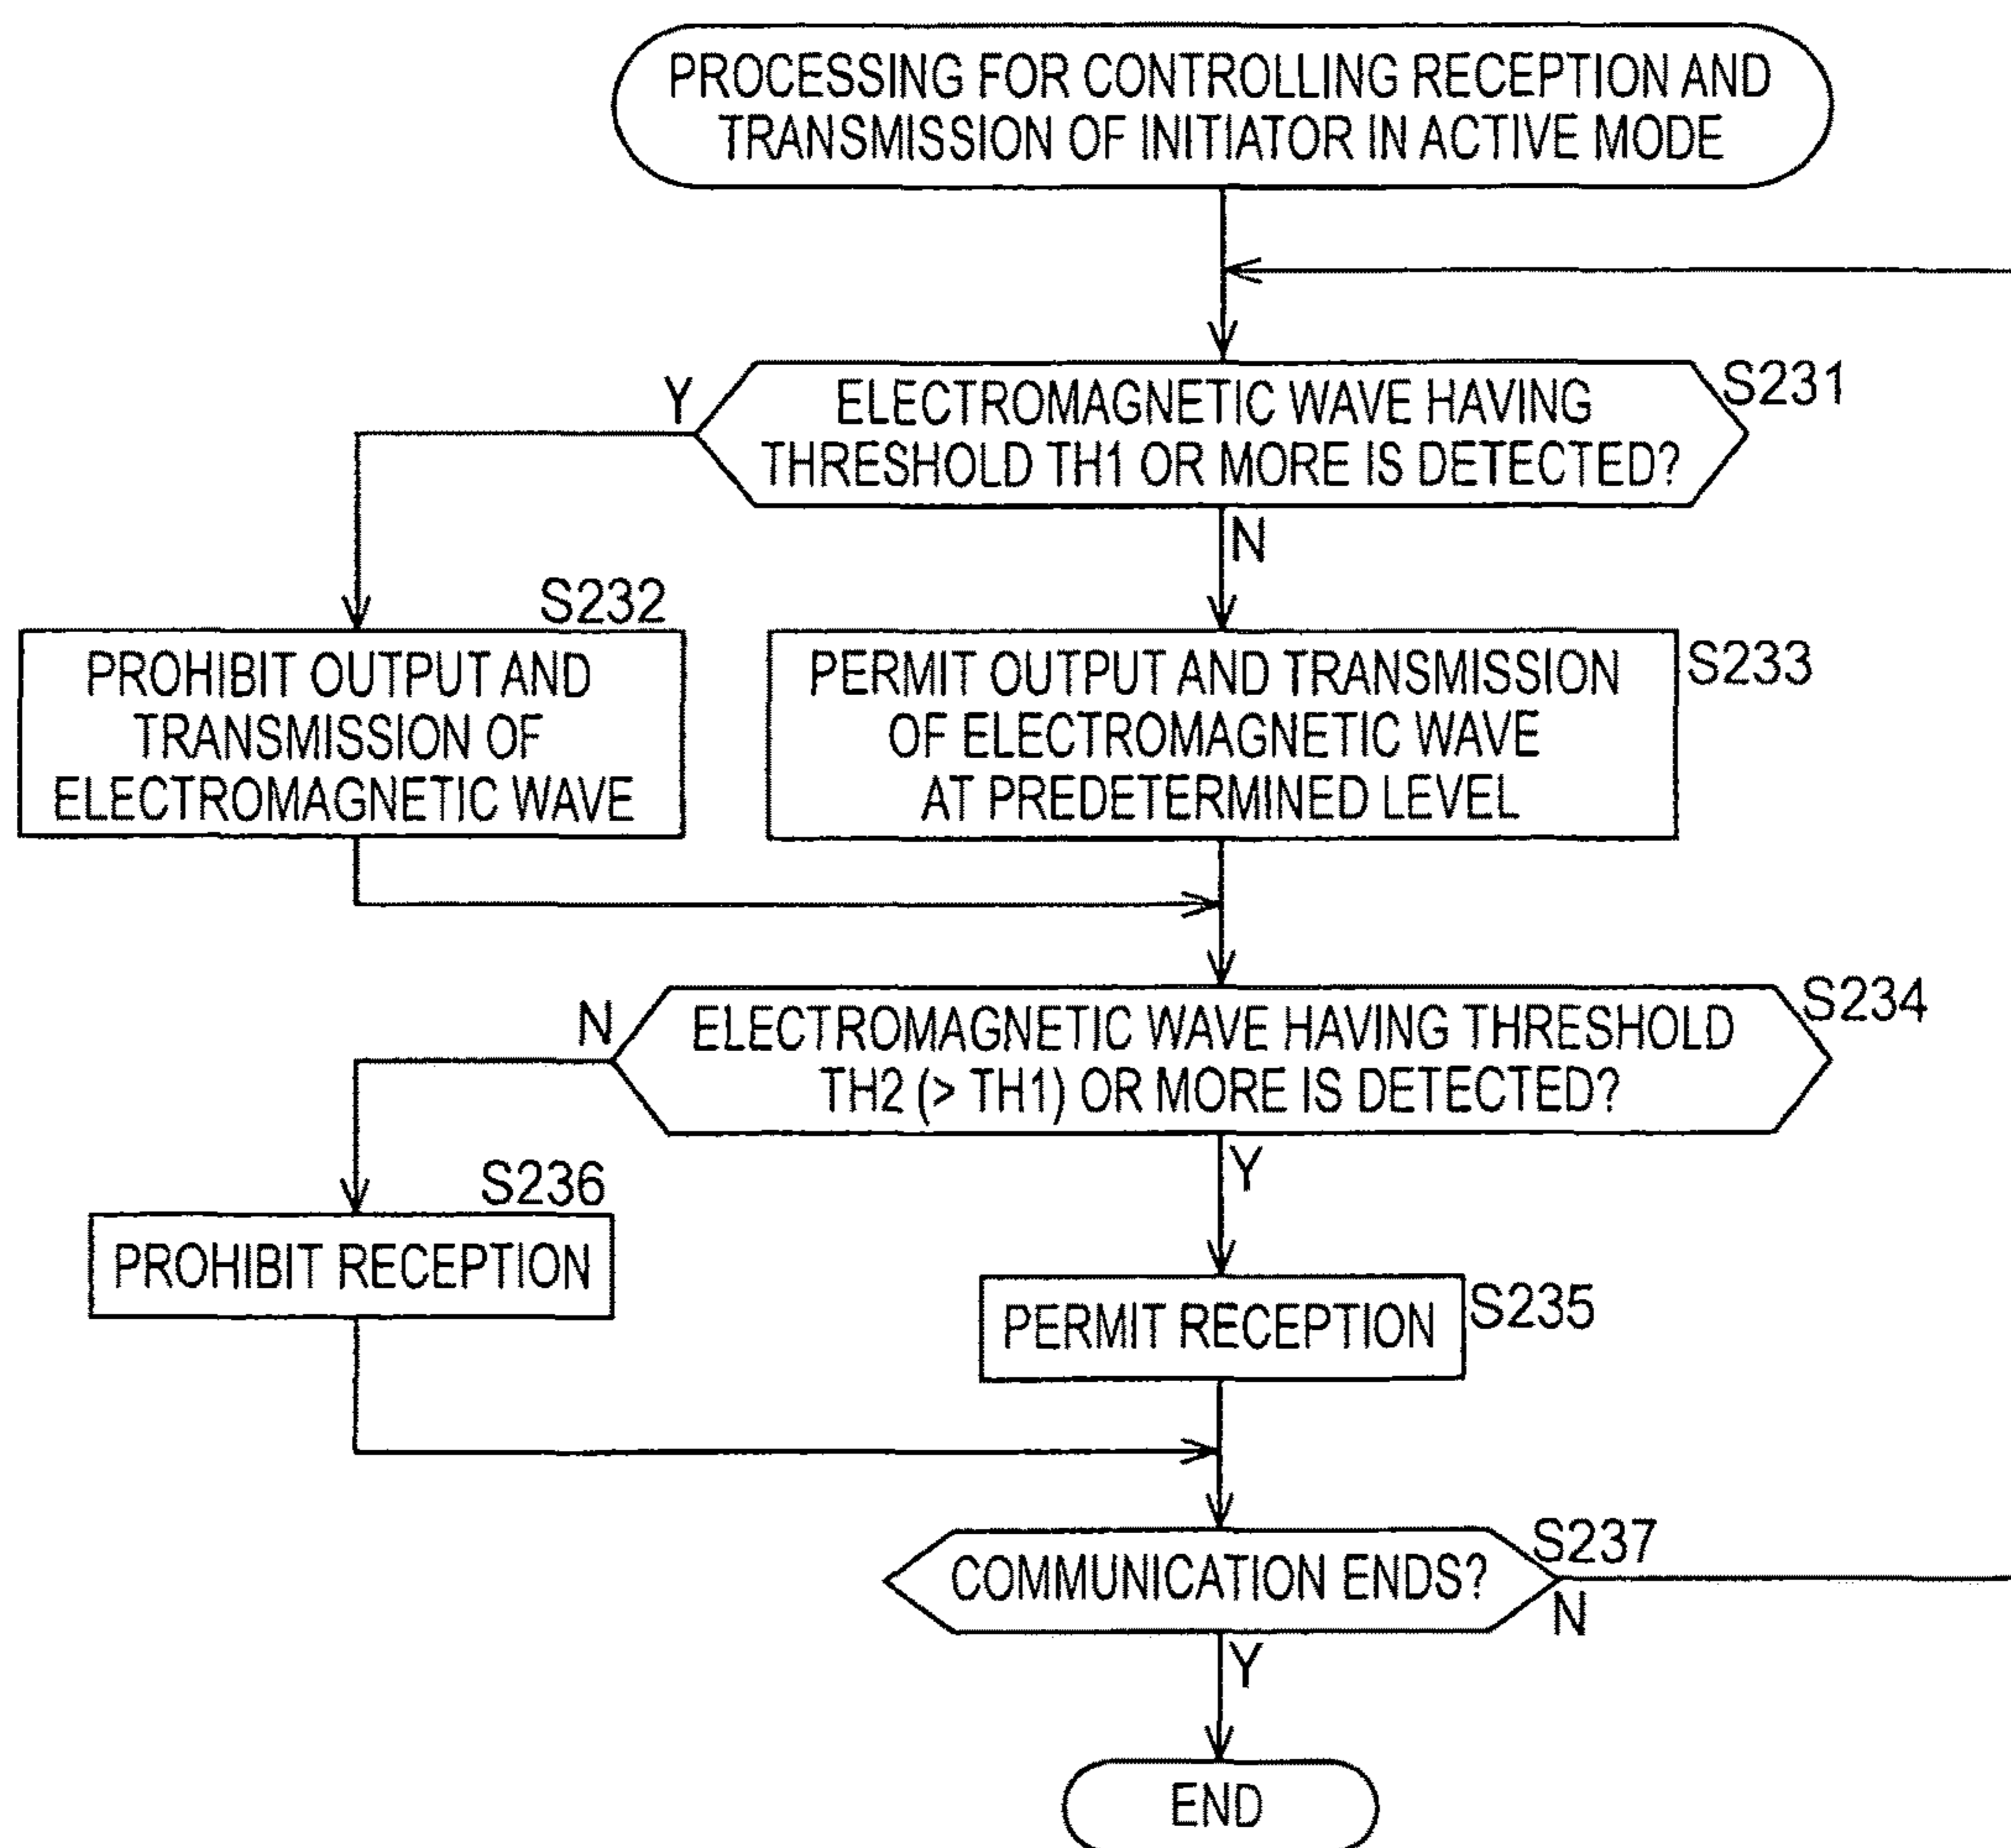 PROCESSING FOR CONTROLLING RECEPTION AND
TRANSMISSION OF INITIATOR IN ACTIVE MODE
S231
Y
ELECTROMAGNETIC WAVE HAVING
THRESHOLD TH1 OR MORE IS DETECTED?
N
S232
PROHIBIT OUTPUT AND
TRANSMISSION OF
ELECTROMAGNETIC WAVE
S233
PERMIT OUTPUT AND TRANSMISSION
OF ELECTROMAGNETIC WAVE
AT PREDETERMINED LEVEL
S234
N
ELECTROMAGNETIC WAVE HAVING THRESHOLD
TH2 (> TH1) OR MORE IS DETECTED?
Y
S236
PROHIBIT RECEPTION
S235
PERMIT RECEPTION
S237
COMMUNICATION ENDS?
N
Y
END